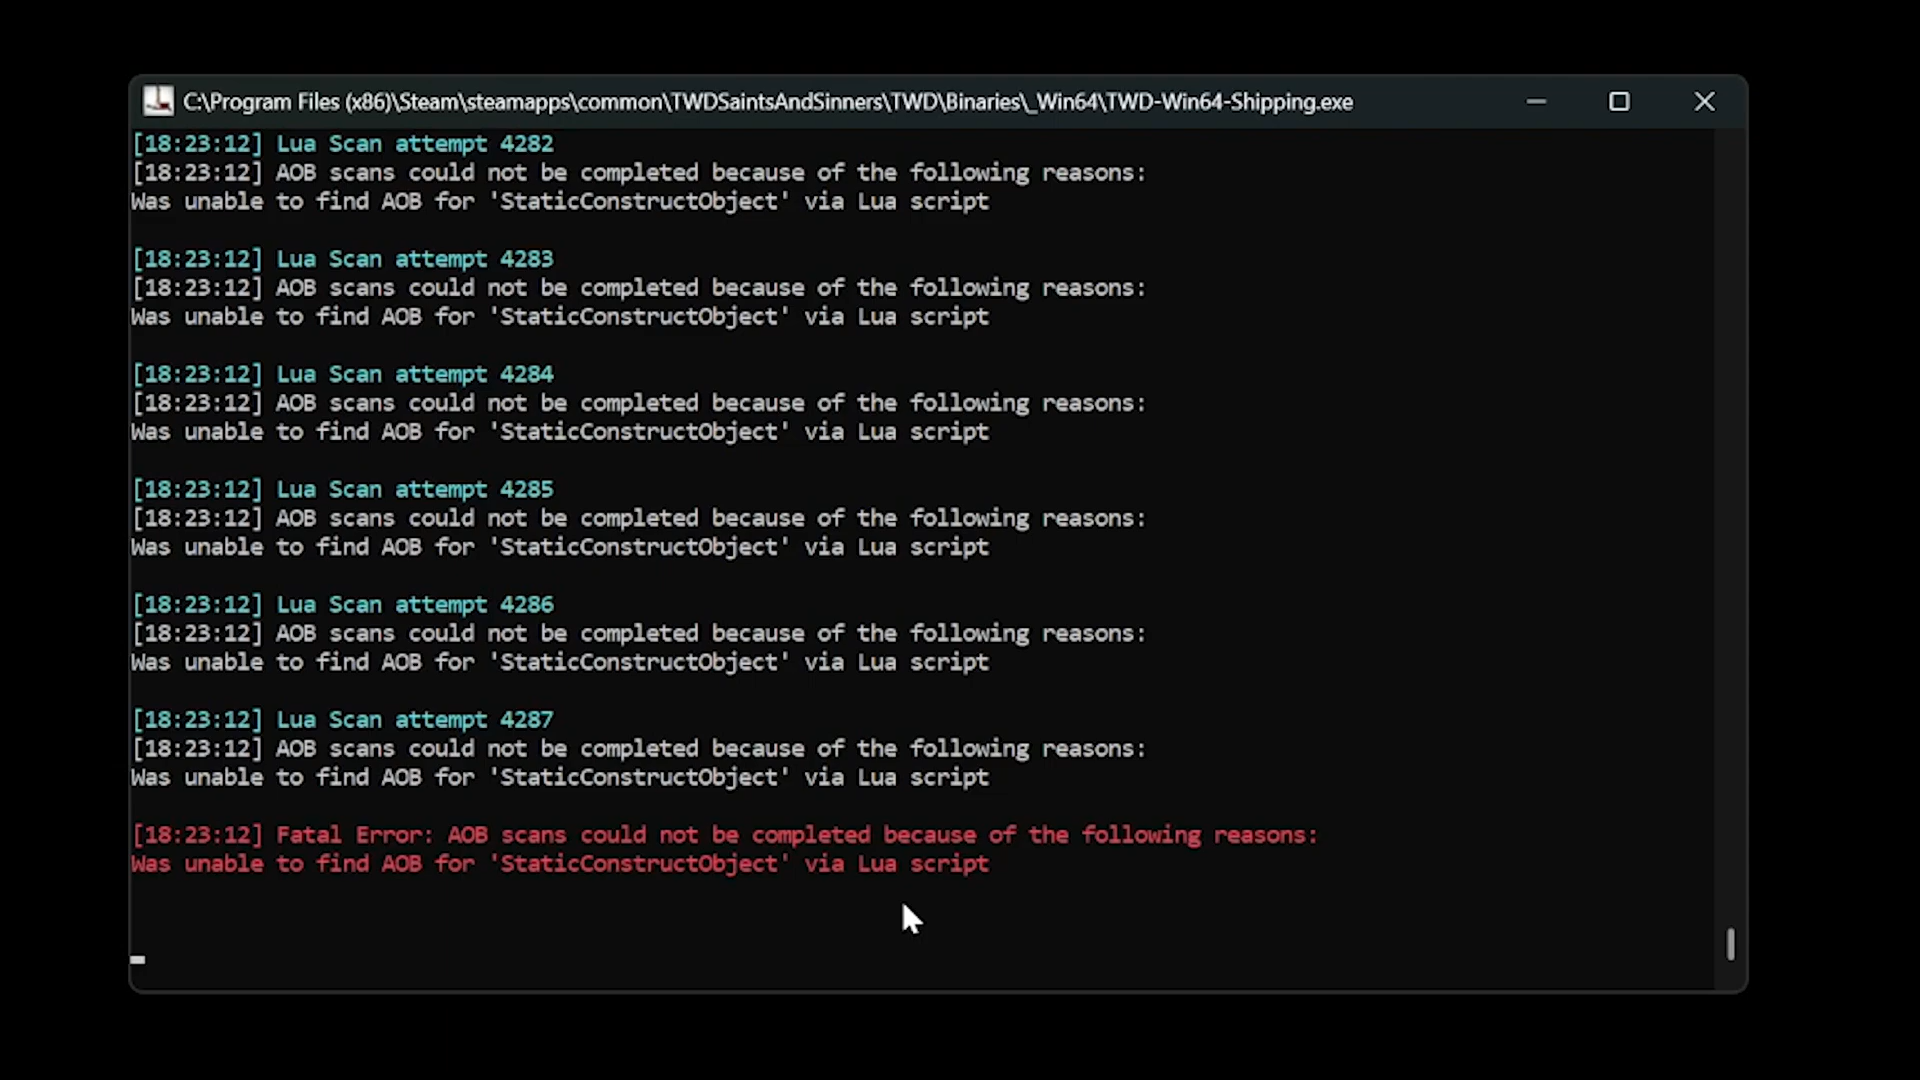 C:\Program Files (x86)\Steam\steamapps\common\TWDSaintsAndSinners\TWD\Binaries\_Win64\TWD-Win64-Shipping.exe
[18:23:12] Lua Scan attempt 4282
[18:23:12] AOB scans could not be completed because of the following reasons:
Was unable to find AOB for 'StaticConstructObject' via Lua script
[18:23:12] Lua Scan attempt 4283
[18:23:12] AOB scans could not be completed because of the following reasons:
Was unable to find AOB for 'StaticConstructObject' via Lua script
[18:23:12] Lua Scan attempt 4284
[18:23:12] AOB scans could not be completed because of the following reasons:
Was unable to find AOB for 'StaticConstructObject' via Lua script
[18:23:12] Lua Scan attempt 4285
[18:23:12] AOB scans could not be completed because of the following reasons:
Was unable to find AOB for 'StaticConstructObject' via Lua script
[18:23:12] Lua Scan attempt 4286
[18:23:12] AOB scans could not be completed because of the following reasons:
Was unable to find AOB for 'StaticConstructObject' via Lua script
[18:23:12] Lua Scan attempt 4287
[18:23:12] AOB scans could not be completed because of the following reasons:
Was unable to find AOB for 'StaticConstructObject' via Lua script
[18:23:12] Fatal Error: AOB scans could not be completed because of the following reasons:
Was unable to find AOB for 'StaticConstructObject' via Lua script